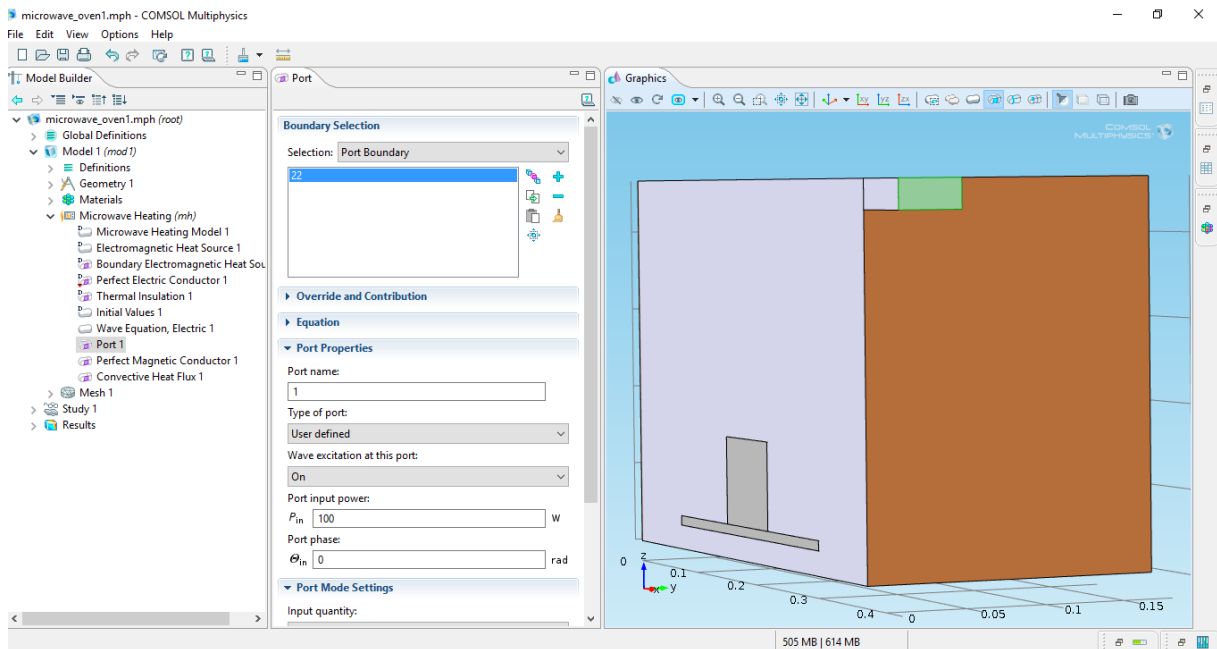 microwave_oven1.mph - COMSOL Multiphysics
File Edit View Options Help
Model Builder
microwave_oven1.mph (root)
Global Definitions
Model 1 (mod1)
Definitions
Geometry 1
Materials
Microwave Heating (mh)
Microwave Heating Model 1
Electromagnetic Heat Source 1
Boundary Electromagnetic Heat Sou
Perfect Electric Conductor 1
Thermal Insulation 1
Initial Values 1
Wave Equation, Electric 1
Port 1
Perfect Magnetic Conductor 1
Convective Heat Flux 1
Mesh 1
Study 1
Results
Port
Boundary Selection
Selection: Port Boundary
22
Override and Contribution
Equation
Port Properties
Port name:
1
Type of port:
User defined
Wave excitation at this port:
On
Port input power:
Pin 100 W
Port phase:
Θin 0 rad
Port Mode Settings
Input quantity:
Graphics
xy yz zx
COMSOL
MULTIPHYSICS
0 z
x y
0.1
0.2
0.3
0.4
0
0.05
0.1
0.15
505 MB | 614 MB